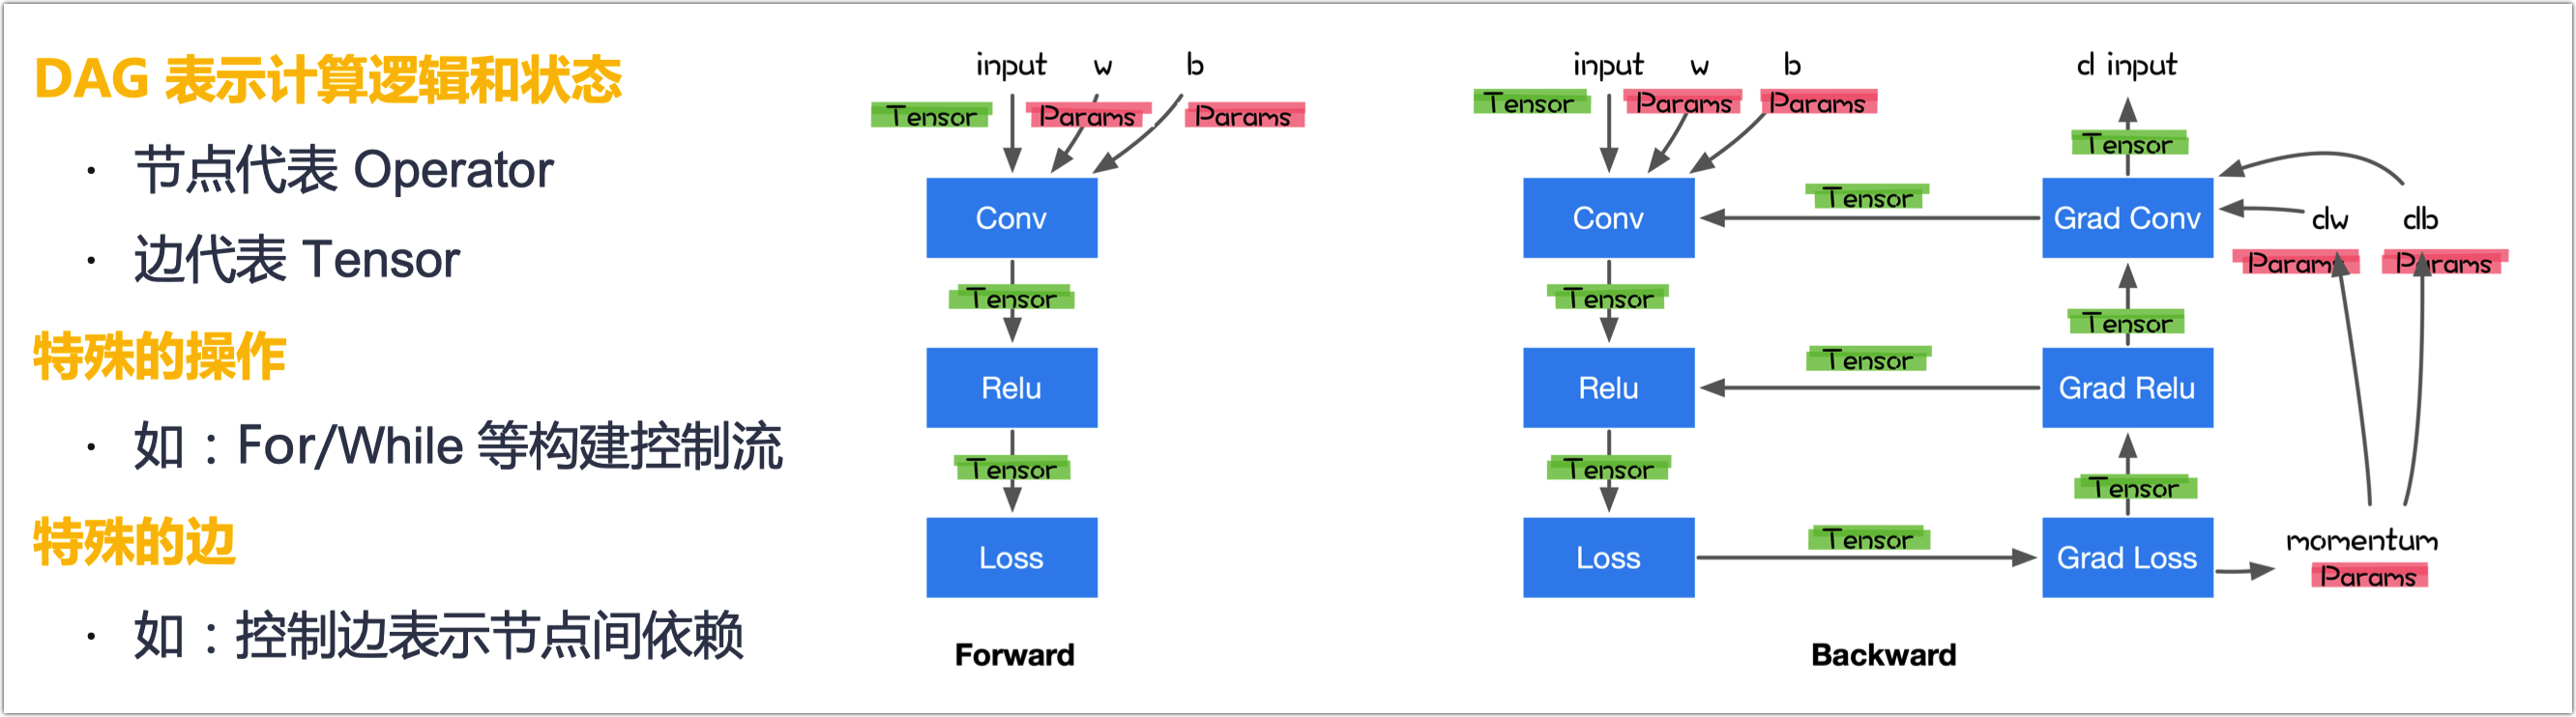 DAG 表示计算逻辑和状态
· 节点代表 Operator
· 边代表 Tensor
特殊的操作
· 如：For/While 等构建控制流
特殊的边
· 如：控制边表示节点间依赖
input w b
Tensor Params Params
Conv
Tensor
Relu
Tensor
Loss
Forward
input w b
Tensor Params Params
Conv
Tensor
Relu
Tensor
Loss
Tensor
Tensor
Tensor
d input
Tensor
Grad Conv
Tensor
Grad Relu
Tensor
Grad Loss
dw db
Params Params
momentum
Params
Backward